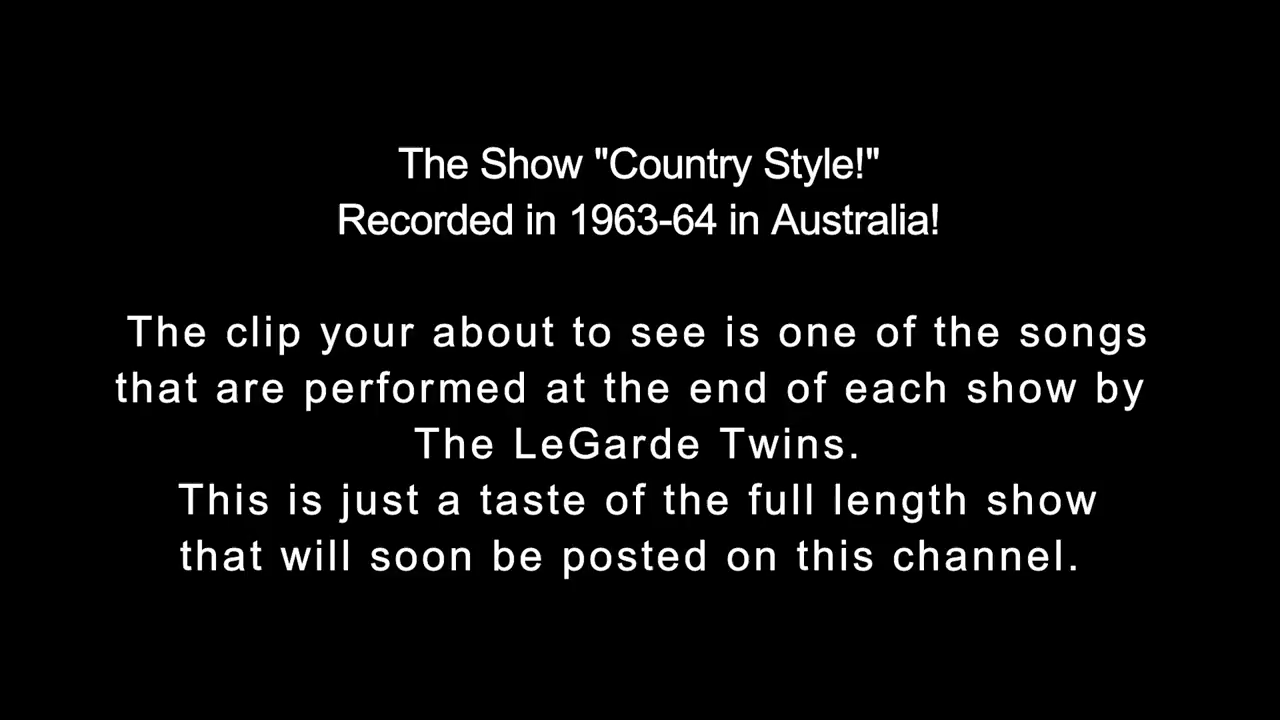 The Show "Country Style!"
Recorded in 1963-64 in Australia!
The clip your about to see is one of the songs
that are performed at the end of each show by
The LeGarde Twins.
This is just a taste of the full length show
that will soon be posted on this channel.